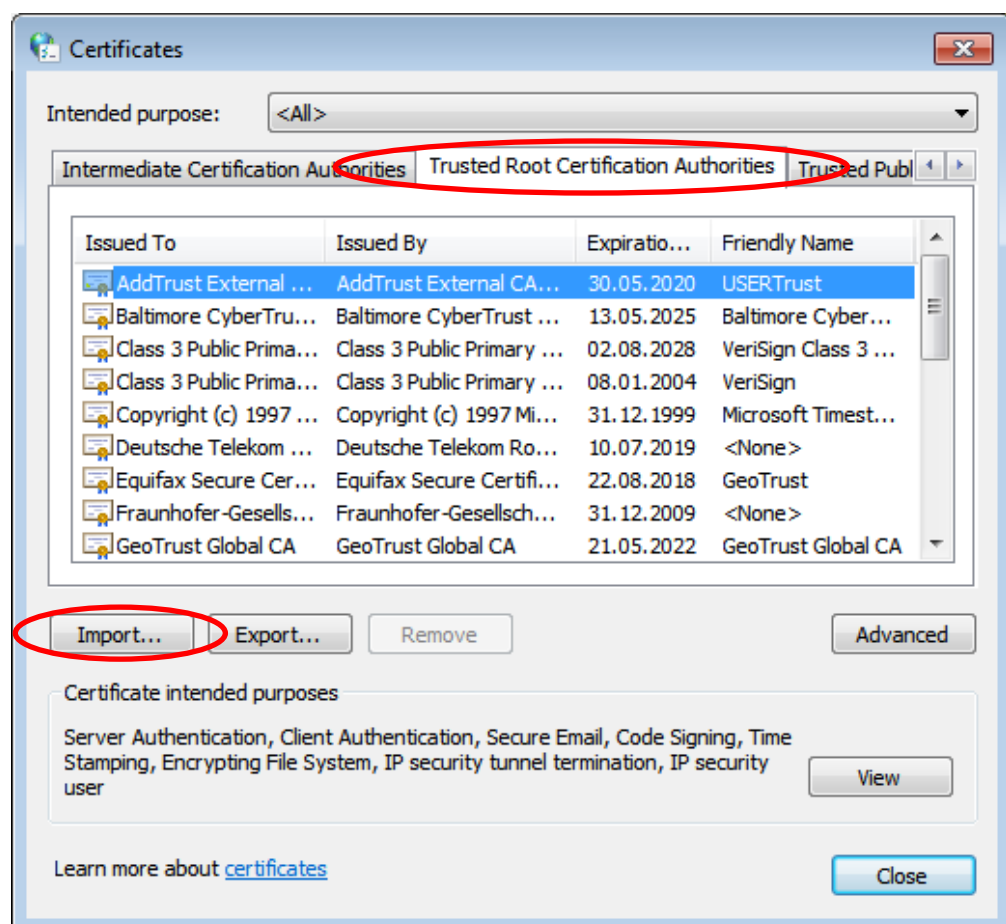 Certificates
Intended purpose: <All>
Intermediate Certification Authorities Trusted Root Certification Authorities Trusted Publ
Issued To Issued By Expiratio... Friendly Name
AddTrust External ... AddTrust External CA... 30.05.2020 USERTrust
Baltimore CyberTru... Baltimore CyberTrust ... 13.05.2025 Baltimore Cyber...
Class 3 Public Prima... Class 3 Public Primary ... 02.08.2028 VeriSign Class 3 ...
Class 3 Public Prima... Class 3 Public Primary ... 08.01.2004 VeriSign
Copyright (c) 1997 ... Copyright (c) 1997 Mi... 31.12.1999 Microsoft Timest...
Deutsche Telekom ... Deutsche Telekom Ro... 10.07.2019 <None>
Equifax Secure Cer... Equifax Secure Certifi... 22.08.2018 GeoTrust
Fraunhofer-Gesells... Fraunhofer-Gesellsch... 31.12.2009 <None>
GeoTrust Global CA GeoTrust Global CA 21.05.2022 GeoTrust Global CA
Import... Export... Remove Advanced
Certificate intended purposes
Server Authentication, Client Authentication, Secure Email, Code Signing, Time
Stamping, Encrypting File System, IP security tunnel termination, IP security
user
View
Learn more about certificates
Close